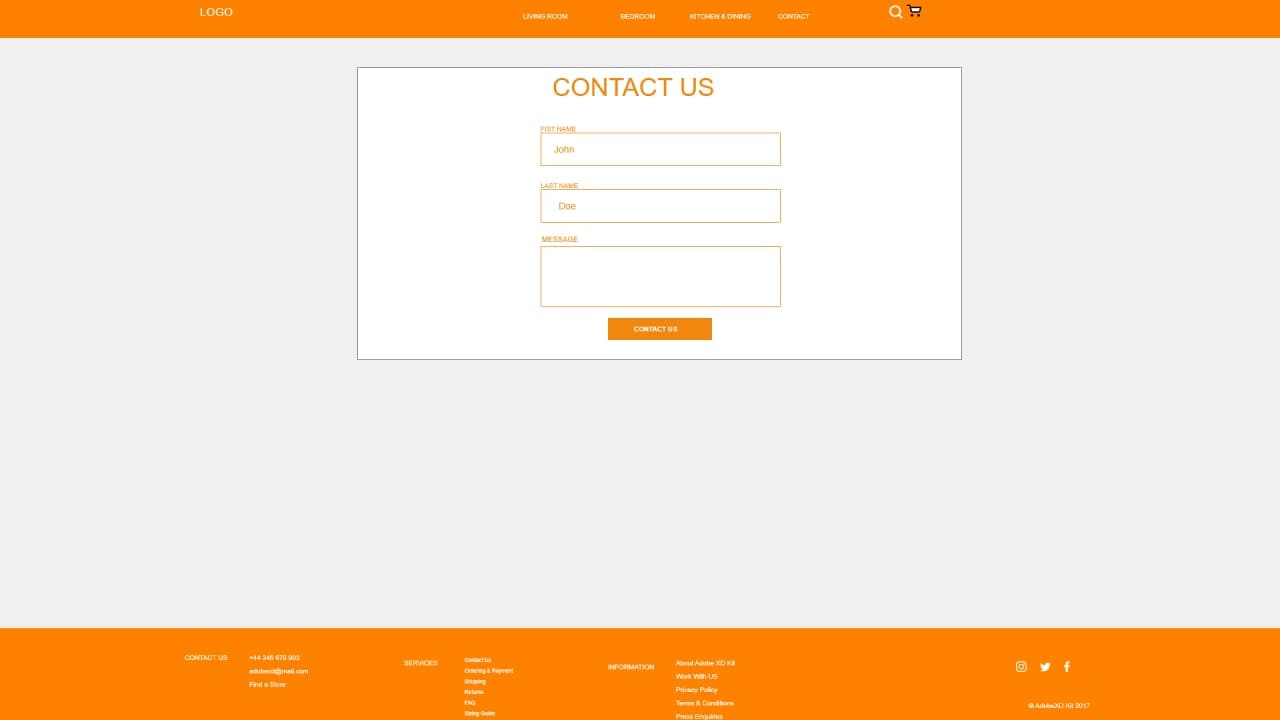 LOGO
LIVING ROOM
BEDROOM
KITCHEN & DINING
CONTACT
CONTACT US
FIST NAME
John
LAST NAME
Doe
MESSAGE
CONTACT US
CONTACT US
+44 345 678 903
adobexd@mail.com
Find a Store
SERVICES
Contact Us
Ordering & Payment
Shipping
Returns
FAQ
Sizing Guide
INFORMATION
About Adobe XD Kit
Work With US
Privacy Policy
Terms & Conditions
Press Enquiries
© AdobeXD Kit 2017